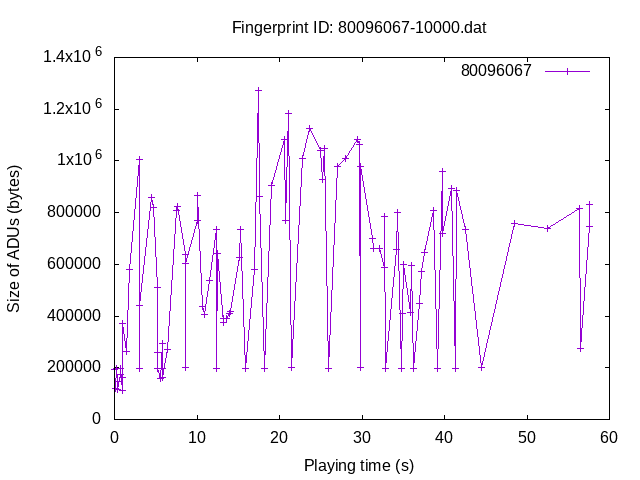 Fingerprint ID: 80096067-10000.dat
80096067
Size of ADUs (bytes)
1.4x10^6
1.2x10^6
1x10^6
800000
600000
400000
200000
0
0 10 20 30 40 50 60
Playing time (s)